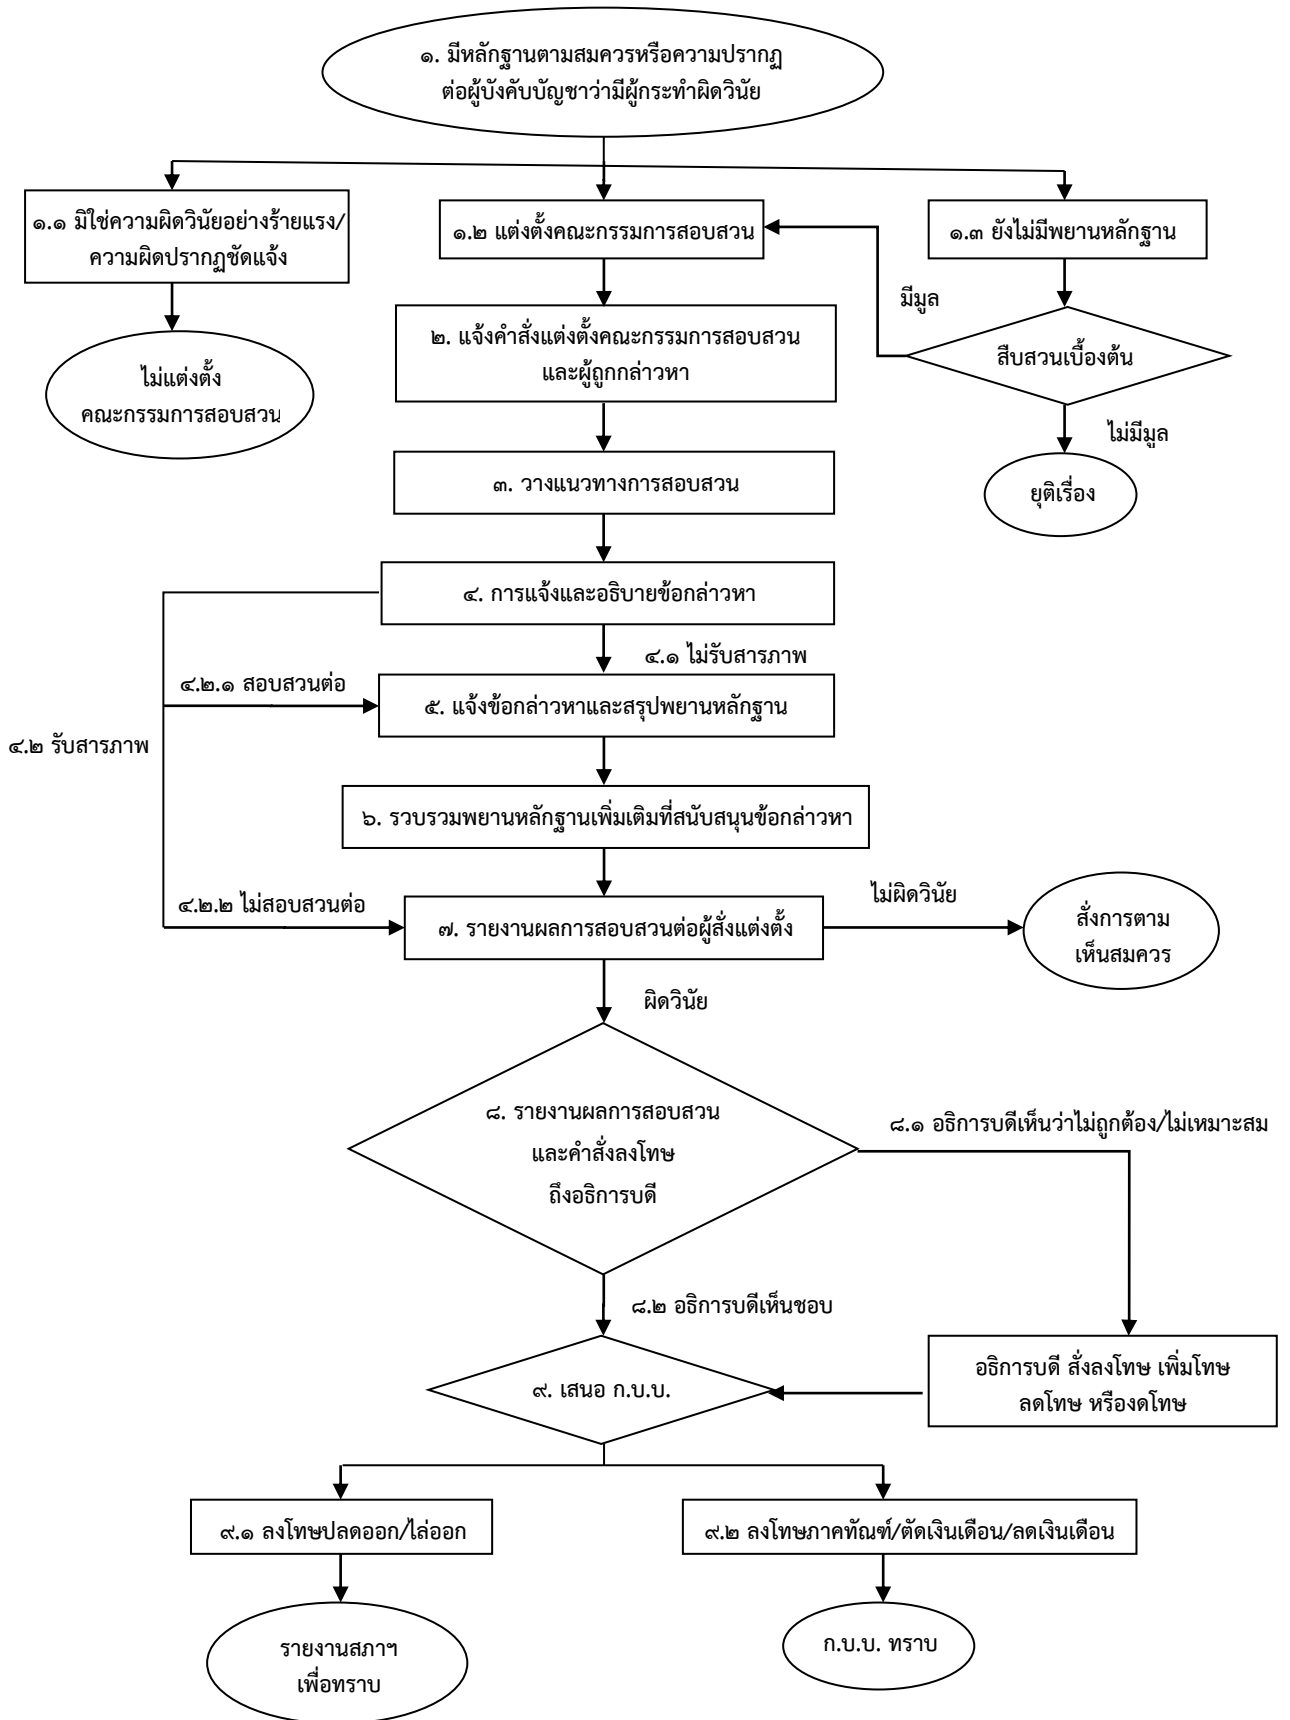 ๑. มีหลักฐานตามสมควรหรือความปรากฏ
ต่อผู้บังคับบัญชาว่ามีผู้กระทำผิดวินัย
๑.๑ มิใช่ความผิดวินัยอย่างร้ายแรง/
ความผิดปรากฏชัดแจ้ง
๑.๒ แต่งตั้งคณะกรรมการสอบสวน
๑.๓ ยังไม่มีพยานหลักฐาน
มีมูล
๒. แจ้งคำสั่งแต่งตั้งคณะกรรมการสอบสวน
และผู้ถูกกล่าวหา
สืบสวนเบื้องต้น
ไม่แต่งตั้ง
คณะกรรมการสอบสวน
ไม่มีมูล
๓. วางแนวทางการสอบสวน
ยุติเรื่อง
๔. การแจ้งและอธิบายข้อกล่าวหา
๔.๑ ไม่รับสารภาพ
๔.๒.๑ สอบสวนต่อ
๕. แจ้งข้อกล่าวหาและสรุปพยานหลักฐาน
๔.๒ รับสารภาพ
๖. รวบรวมพยานหลักฐานเพิ่มเติมที่สนับสนุนข้อกล่าวหา
๔.๒.๒ ไม่สอบสวนต่อ
๗. รายงานผลการสอบสวนต่อผู้สั่งแต่งตั้ง
ไม่ผิดวินัย
สั่งการตาม
เห็นสมควร
ผิดวินัย
๘. รายงานผลการสอบสวน
และคำสั่งลงโทษ
ถึงอธิการบดี
๘.๑ อธิการบดีเห็นว่าไม่ถูกต้อง/ไม่เหมาะสม
๘.๒ อธิการบดีเห็นชอบ
๙. เสนอ ก.บ.บ.
อธิการบดี สั่งลงโทษ เพิ่มโทษ
ลดโทษ หรืองดโทษ
๙.๑ ลงโทษปลดออก/ไล่ออก
๙.๒ ลงโทษภาคทัณฑ์/ตัดเงินเดือน/ลดเงินเดือน
รายงานสภาฯ
เพื่อทราบ
ก.บ.บ. ทราบ